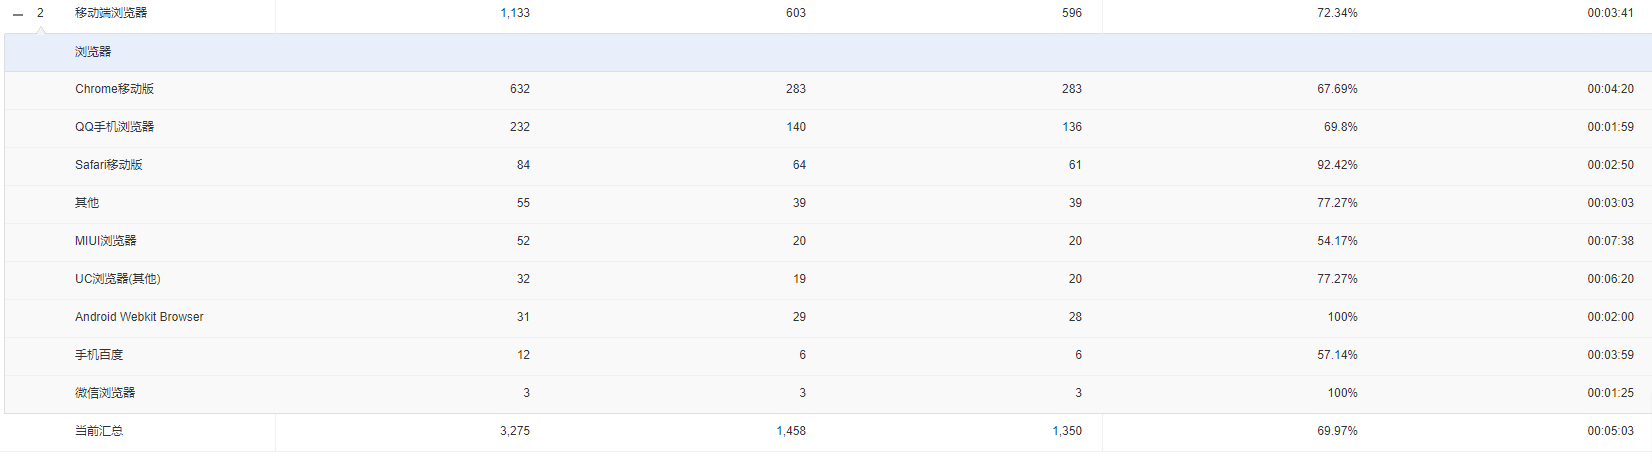 2 移动端浏览器 1,133 603 596 72.34% 00:03:41
浏览器
Chrome移动版 632 283 283 67.69% 00:04:20
QQ手机浏览器 232 140 136 69.8% 00:01:59
Safari移动版 84 64 61 92.42% 00:02:50
其他 55 39 39 77.27% 00:03:03
MIUI浏览器 52 20 20 54.17% 00:07:38
UC浏览器(其他) 32 19 20 77.27% 00:06:20
Android Webkit Browser 31 29 28 100% 00:02:00
手机百度 12 6 6 57.14% 00:03:59
微信浏览器 3 3 3 100% 00:01:25
当前汇总 3,275 1,458 1,350 69.97% 00:05:03